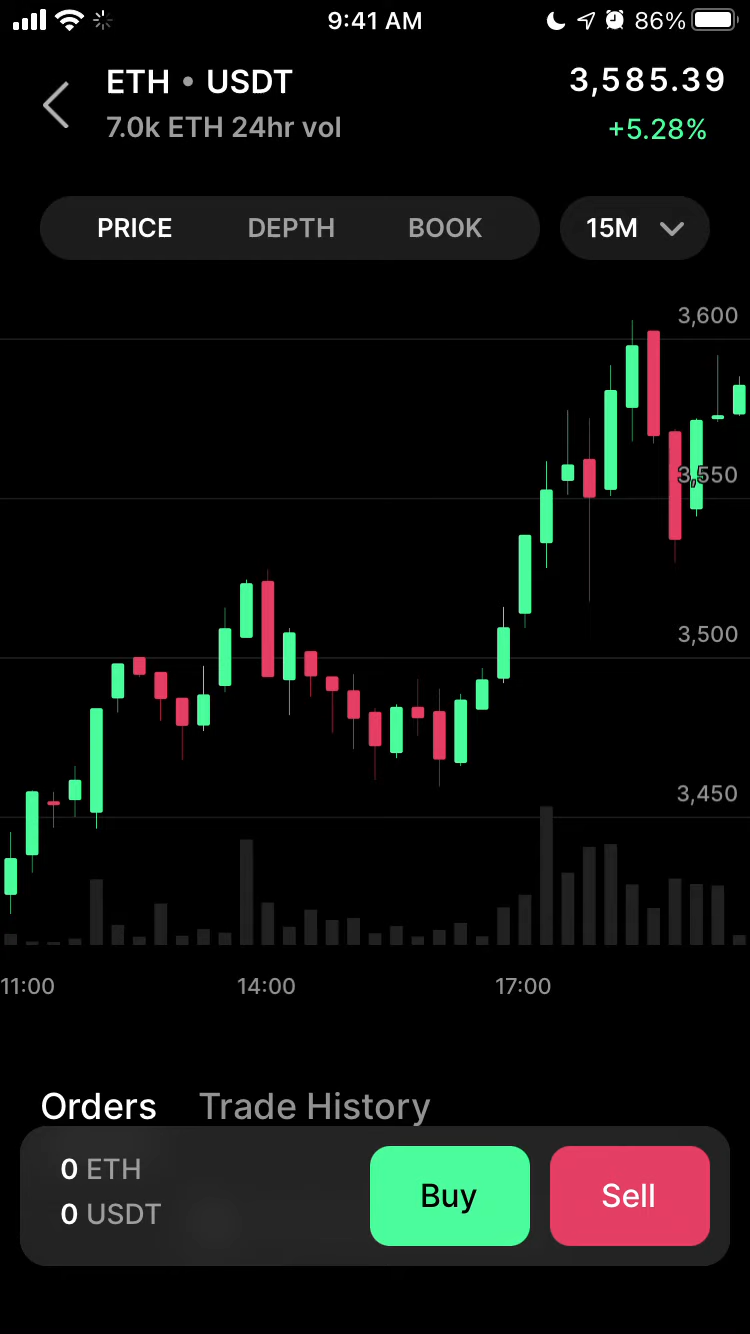 9:41 AM 86%
ETH • USDT 3,585.39
7.0k ETH 24hr vol +5.28%
PRICE DEPTH BOOK 15M
3,600
3,550
3,500
3,450
11:00 14:00 17:00
Orders Trade History
0 ETH
0 USDT
Buy Sell